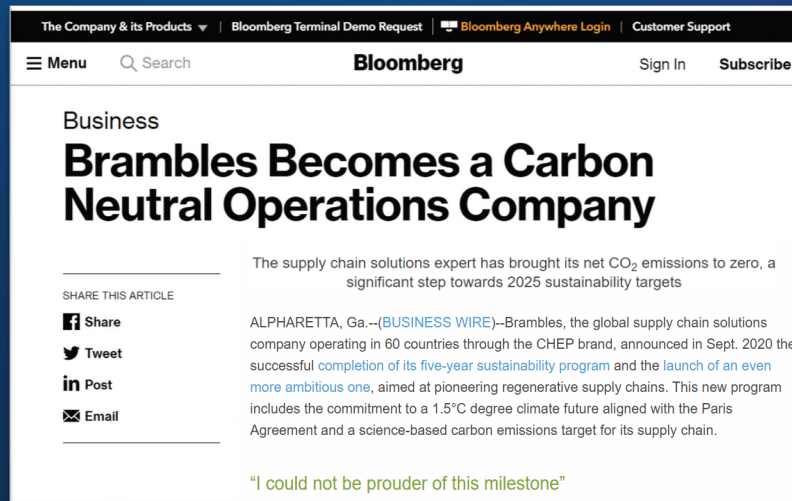 The Company & its Products ▼ | Bloomberg Terminal Demo Request | Bloomberg Anywhere Login | Customer Support
Menu Search Bloomberg Sign In Subscribe
Business
Brambles Becomes a Carbon
Neutral Operations Company
The supply chain solutions expert has brought its net CO₂ emissions to zero, a
significant step towards 2025 sustainability targets
SHARE THIS ARTICLE
Share
Tweet
Post
Email
ALPHARETTA, Ga.--(BUSINESS WIRE)--Brambles, the global supply chain solutions
company operating in 60 countries through the CHEP brand, announced in Sept. 2020 the
successful completion of its five-year sustainability program and the launch of an even
more ambitious one, aimed at pioneering regenerative supply chains. This new program
includes the commitment to a 1.5°C degree climate future aligned with the Paris
Agreement and a science-based carbon emissions target for its supply chain.
“I could not be prouder of this milestone”